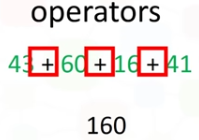 operators
43 + 60 + 16 + 41
160